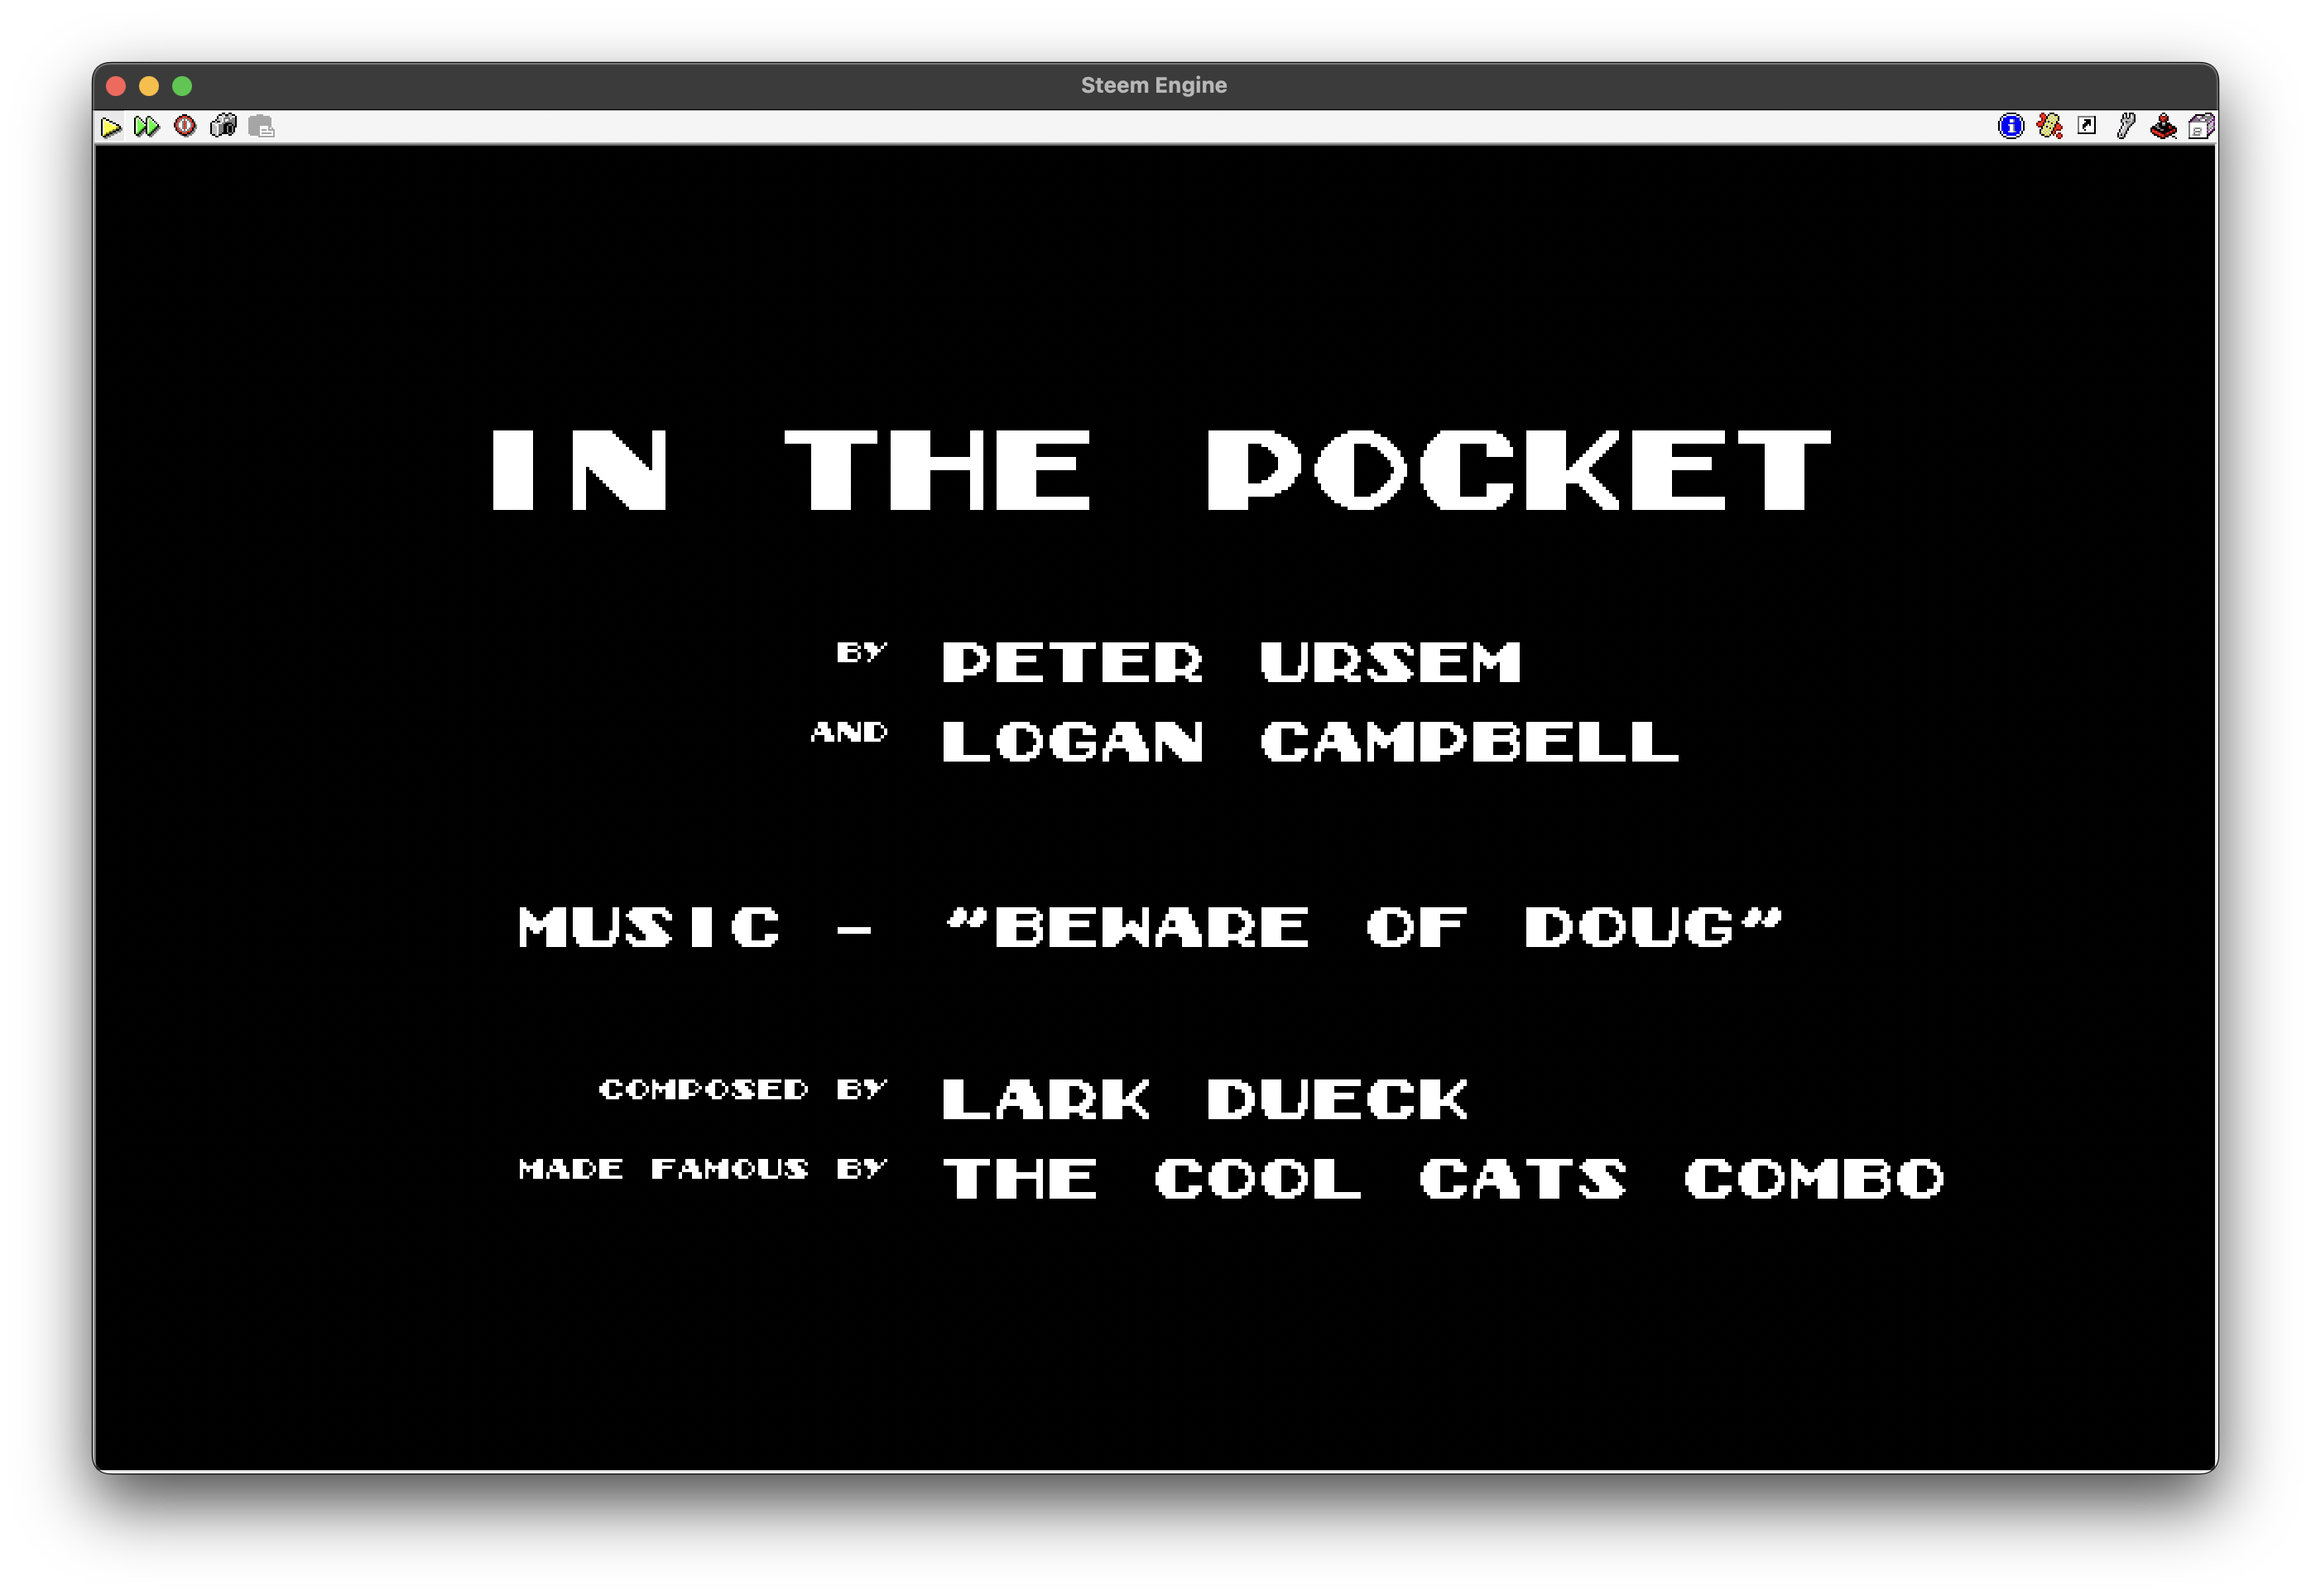 Steem Engine
IN THE POCKET
BY PETER URSEM
AND LOGAN CAMPBELL
MUSIC - "BEWARE OF DOUG"
COMPOSED BY LARK DUECK
MADE FAMOUS BY THE COOL CATS COMBO